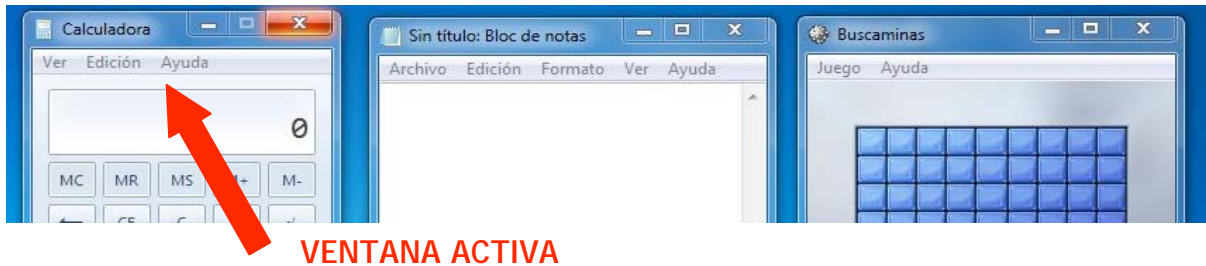 Calculadora
Ver Edición Ayuda
0
MC MR MS M-
Sin título: Bloc de notas
Archivo Edición Formato Ver Ayuda
Buscaminas
Juego Ayuda
VENTANA ACTIVA